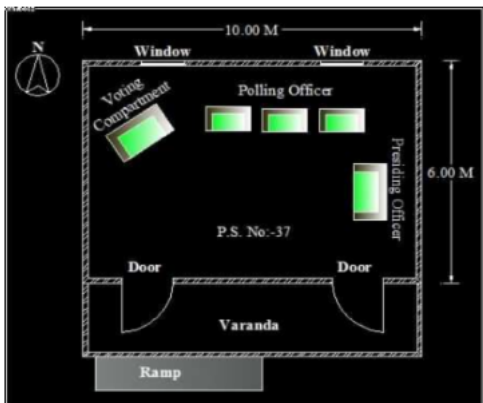 10.00 M
N
Window
Window
Voting
Compartment
Polling Officer
Presiding Officer
6.00 M
P.S. No:-37
Door
Door
Varanda
Ramp